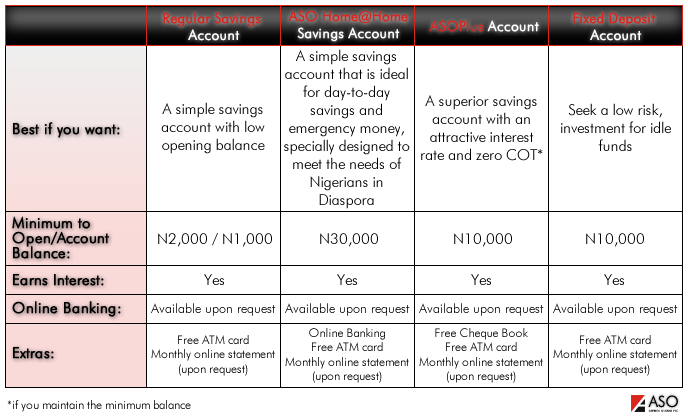 Regular Savings
Account
ASO Home@Home
Savings Account
ASOPlus Account
Fixed Deposit
Account
Best if you want:
A simple savings
account with low
opening balance
A simple savings
account that is ideal
for day-to-day
savings and
emergency money,
specially designed to
meet the needs of
Nigerians in
Diaspora
A superior savings
account with an
attractive interest
rate and zero COT*
Seek a low risk,
investment for idle
funds
Minimum to
Open/Account
Balance:
N2,000 / N1,000
N30,000
N10,000
N10,000
Earns Interest:
Yes
Yes
Yes
Yes
Online Banking:
Available upon request
Available upon request
Available upon request
Available upon request
Extras:
Free ATM card
Monthly online statement
(upon request)
Online Banking
Free ATM card
Monthly online statement
(upon request)
Free Cheque Book
Free ATM card
Monthly online statement
(upon request)
Free ATM card
Monthly online statement
(upon request)
*if you maintain the minimum balance
ASO